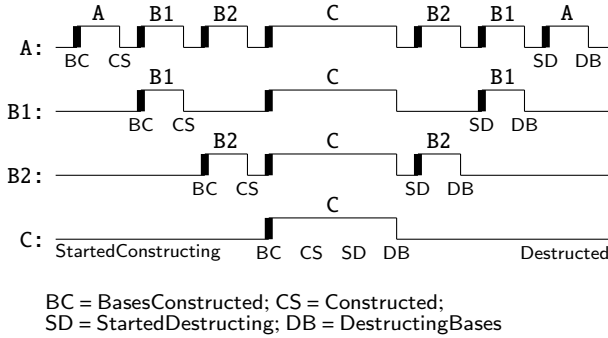 A B1 B2 C B2 B1 A
A:
BC CS SD DB
B1 C B1
B1:
BC CS SD DB
B2 C B2
B2:
BC CS SD DB
C
C:
StartedConstructing BC CS SD DB Destructed
BC = BasesConstructed; CS = Constructed;
SD = StartedDestructing; DB = DestructingBases